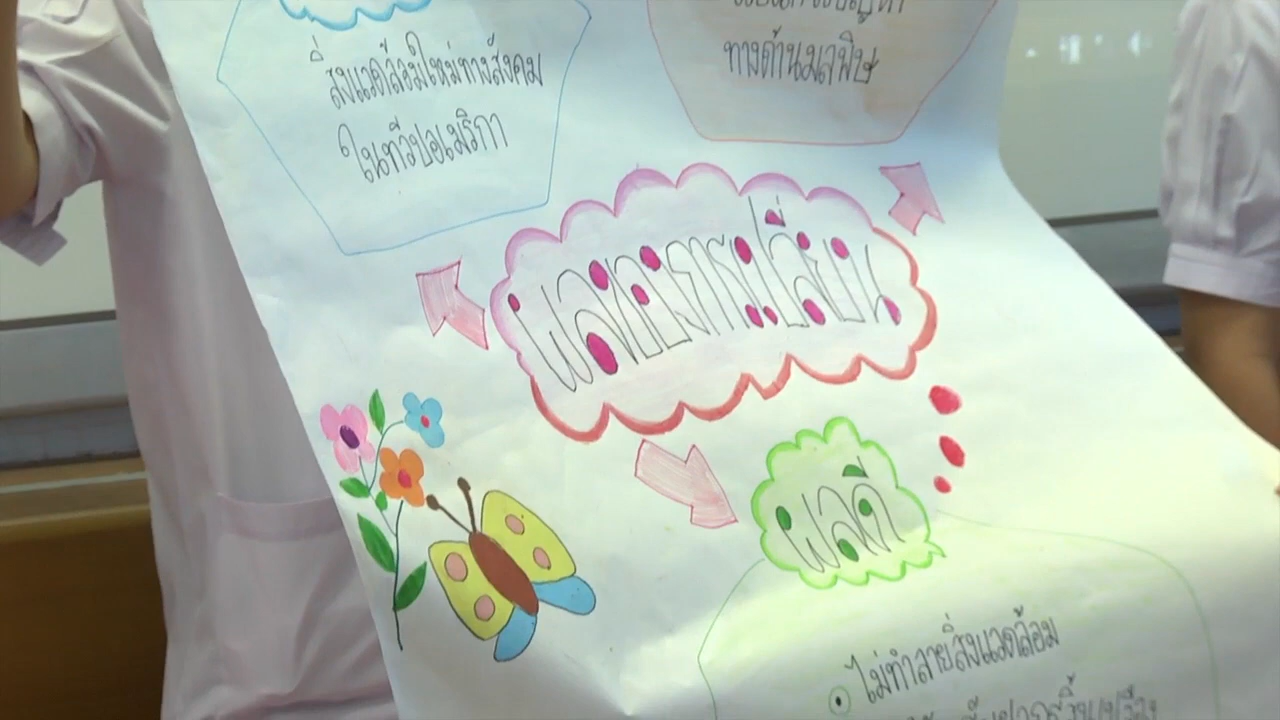 ทางด้านมลพิษ
สิ่งแวดล้อมใหม่ทางสังคม
ในทีวปอเมริกา
ผลของการเปลี่ยน
ผลดี
ไม่ทำลายสิ่งแวดล้อม